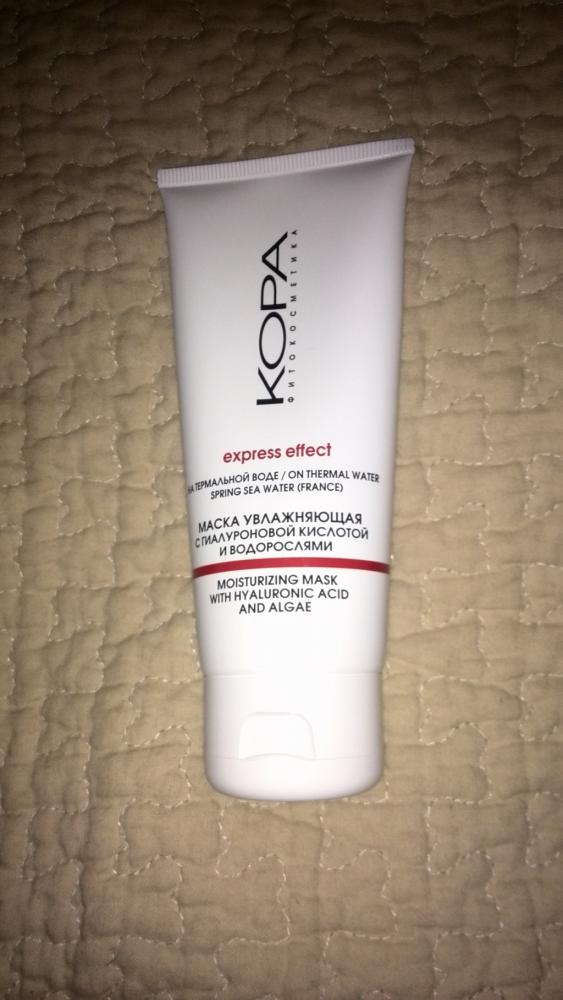 КОРА
ФИТОКОСМЕТИКА
express effect
НА ТЕРМАЛЬНОЙ ВОДЕ / ON THERMAL WATER
SPRING SEA WATER (FRANCE)
МАСКА УВЛАЖНЯЮЩАЯ
С ГИАЛУРОНОВОЙ КИСЛОТОЙ
И ВОДОРОСЛЯМИ
MOISTURIZING MASK
WITH HYALURONIC ACID
AND ALGAE